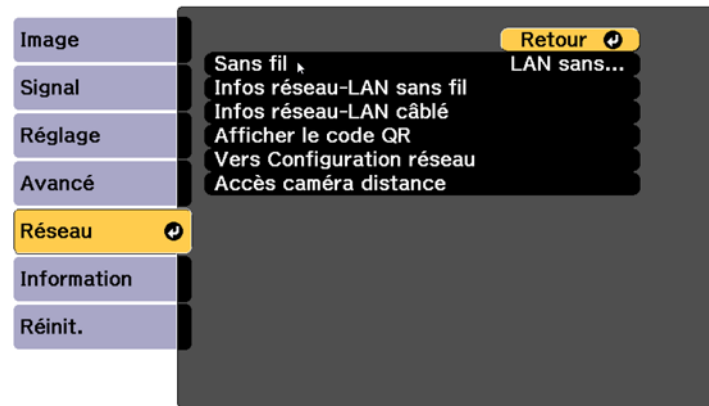 Image
Signal
Réglage
Avancé
Réseau
Information
Réinit.
Retour
Sans fil LAN sans...
Infos réseau-LAN sans fil
Infos réseau-LAN câblé
Afficher le code QR
Vers Configuration réseau
Accès caméra distance